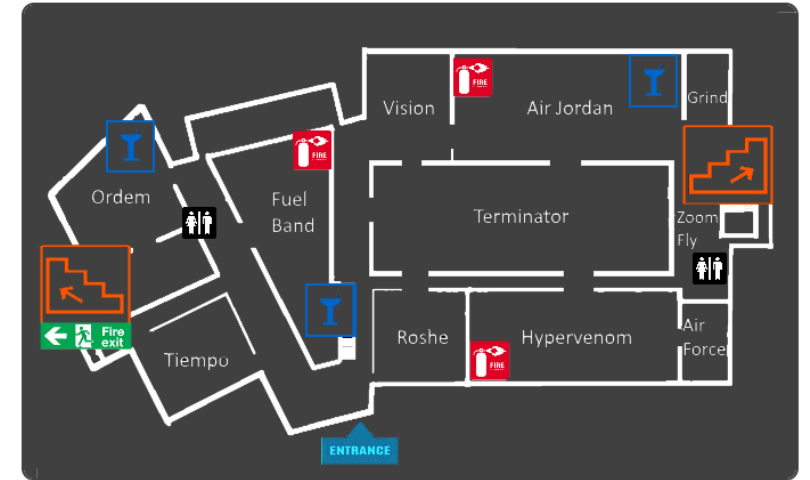 Vision
FIRE
Air Jordan
Grind
FIRE
Ordem
Fuel
Band
Terminator
Zoom
Fly
Fire
exit
Tiempo
Roshe
Hypervenom
Air
Force
FIRE
ENTRANCE